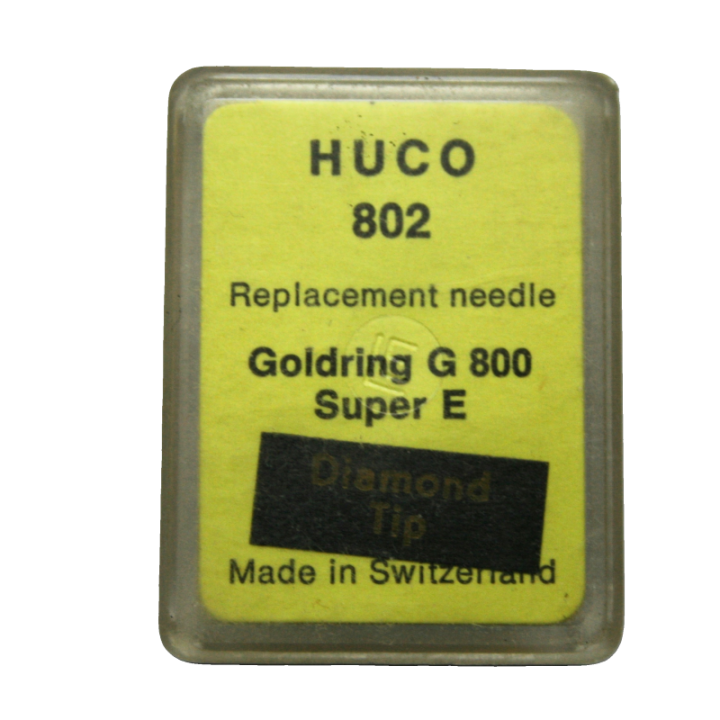 HUCO
802
Replacement needle
Goldring G 800
Super E
Diamond
Tip
Made in Switzerland